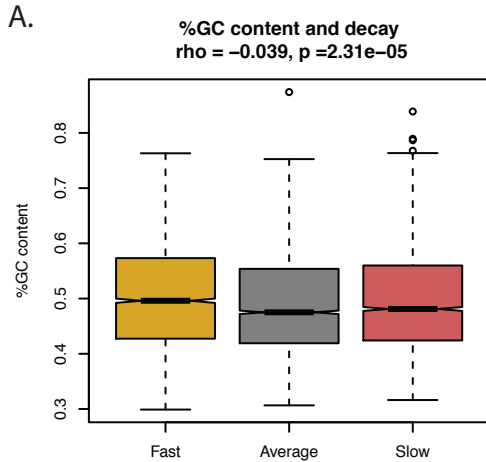 A.
%GC content and decay
rho = −0.039, p =2.31e−05
%GC content
0.8
0.7
0.6
0.5
0.4
0.3
Fast Average Slow